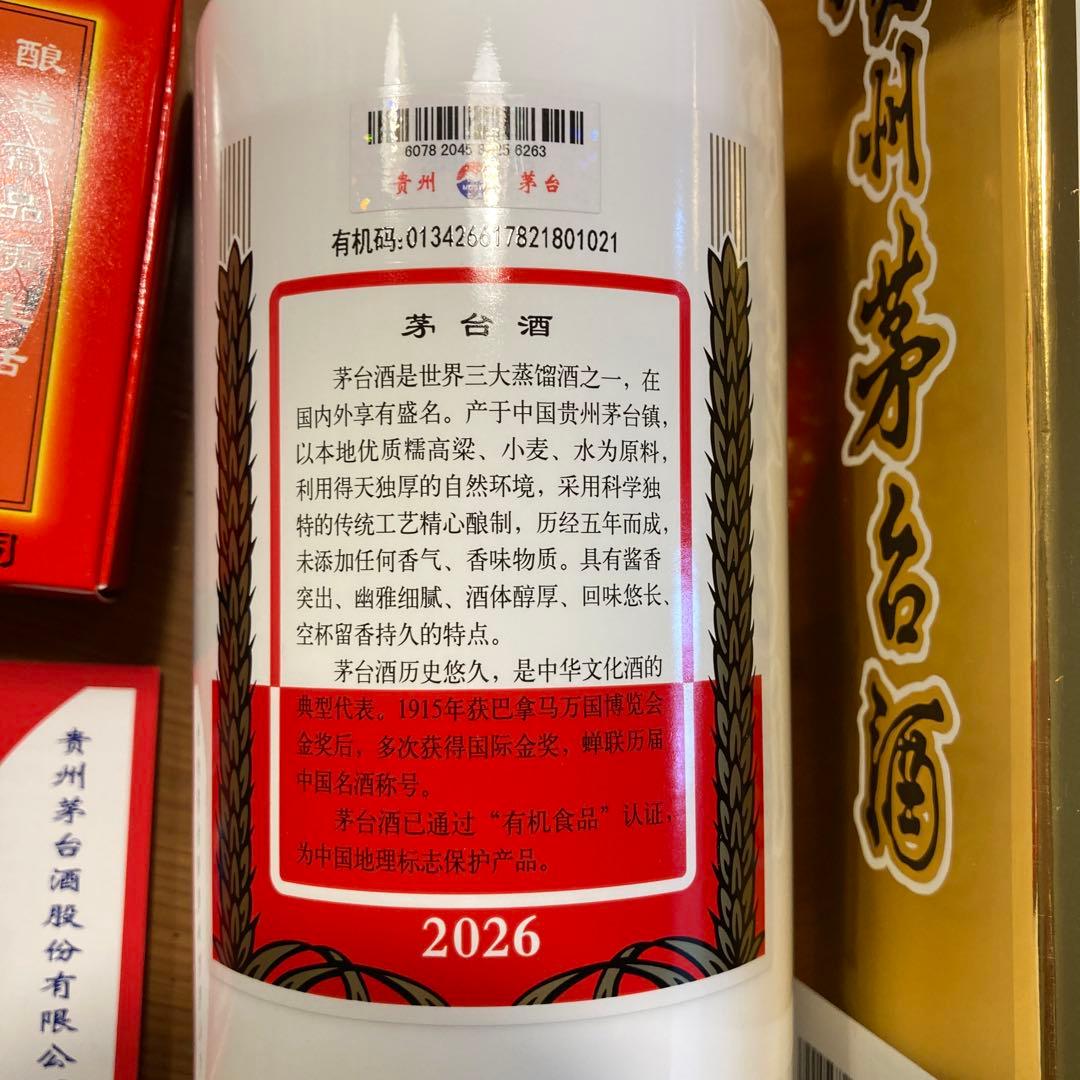 6078 2045 8 25 6263
贵州 茅台
有机码:013426617821801021
茅台酒
茅台酒是世界三大蒸馏酒之一，在
国内外享有盛名。产于中国贵州茅台镇，
以本地优质糯高粱、小麦、水为原料，
利用得天独厚的自然环境，采用科学独
特的传统工艺精心酿制，历经五年而成，
未添加任何香气、香味物质。具有酱香
突出、幽雅细腻、酒体醇厚、回味悠长、
空杯留香持久的特点。
茅台酒历史悠久，是中华文化酒的
典型代表。1915年获巴拿马万国博览会
金奖后，多次获得国际金奖，蝉联历届
中国名酒称号。
茅台酒已通过“有机食品”认证，
为中国地理标志保护产品。
2026
酿造高品
生活
司
贵州茅台酒股份有限公
州茅台酒